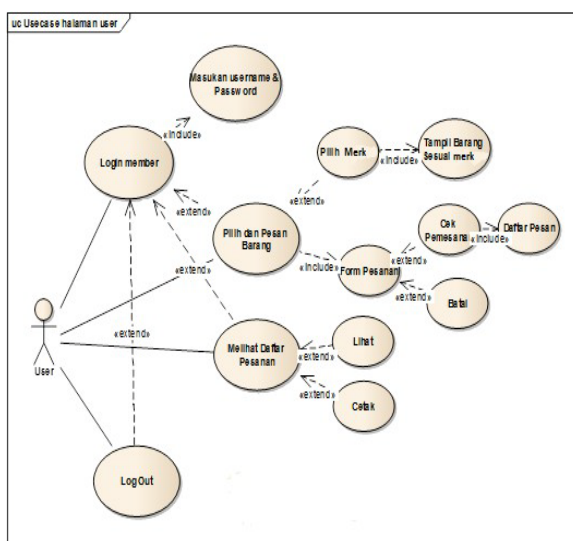 uc Usecase halaman user
Masukan username &
Password
«include»
Login member
Pilih Merk
«include»
Tampil Barang
Sesuai merk
«extend»
«extend»
Pilih dan Pesan
Barang
«extend»
«include»
Form Pesanan
Cek
Pemesanan
«include»
Daftar Pesan
«extend»
«extend»
Batal
User
«extend»
Melihat Daftar
Pesanan
Lihat
«extend»
«extend»
Cetak
LogOut